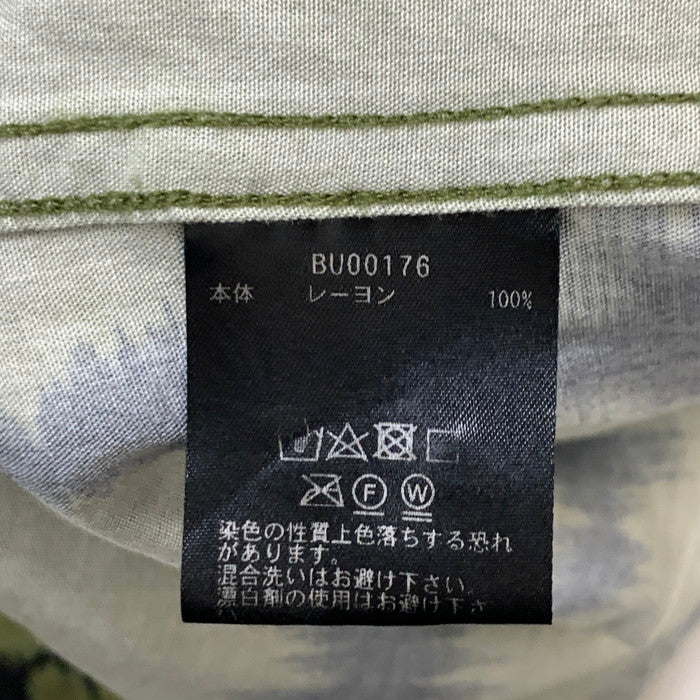 BU00176
本体 レーヨン 100%
F W
染色の性質上色落ちする恐れ
があります。
混合洗いはお避け下さい。
漂白剤の使用はお避け下さ